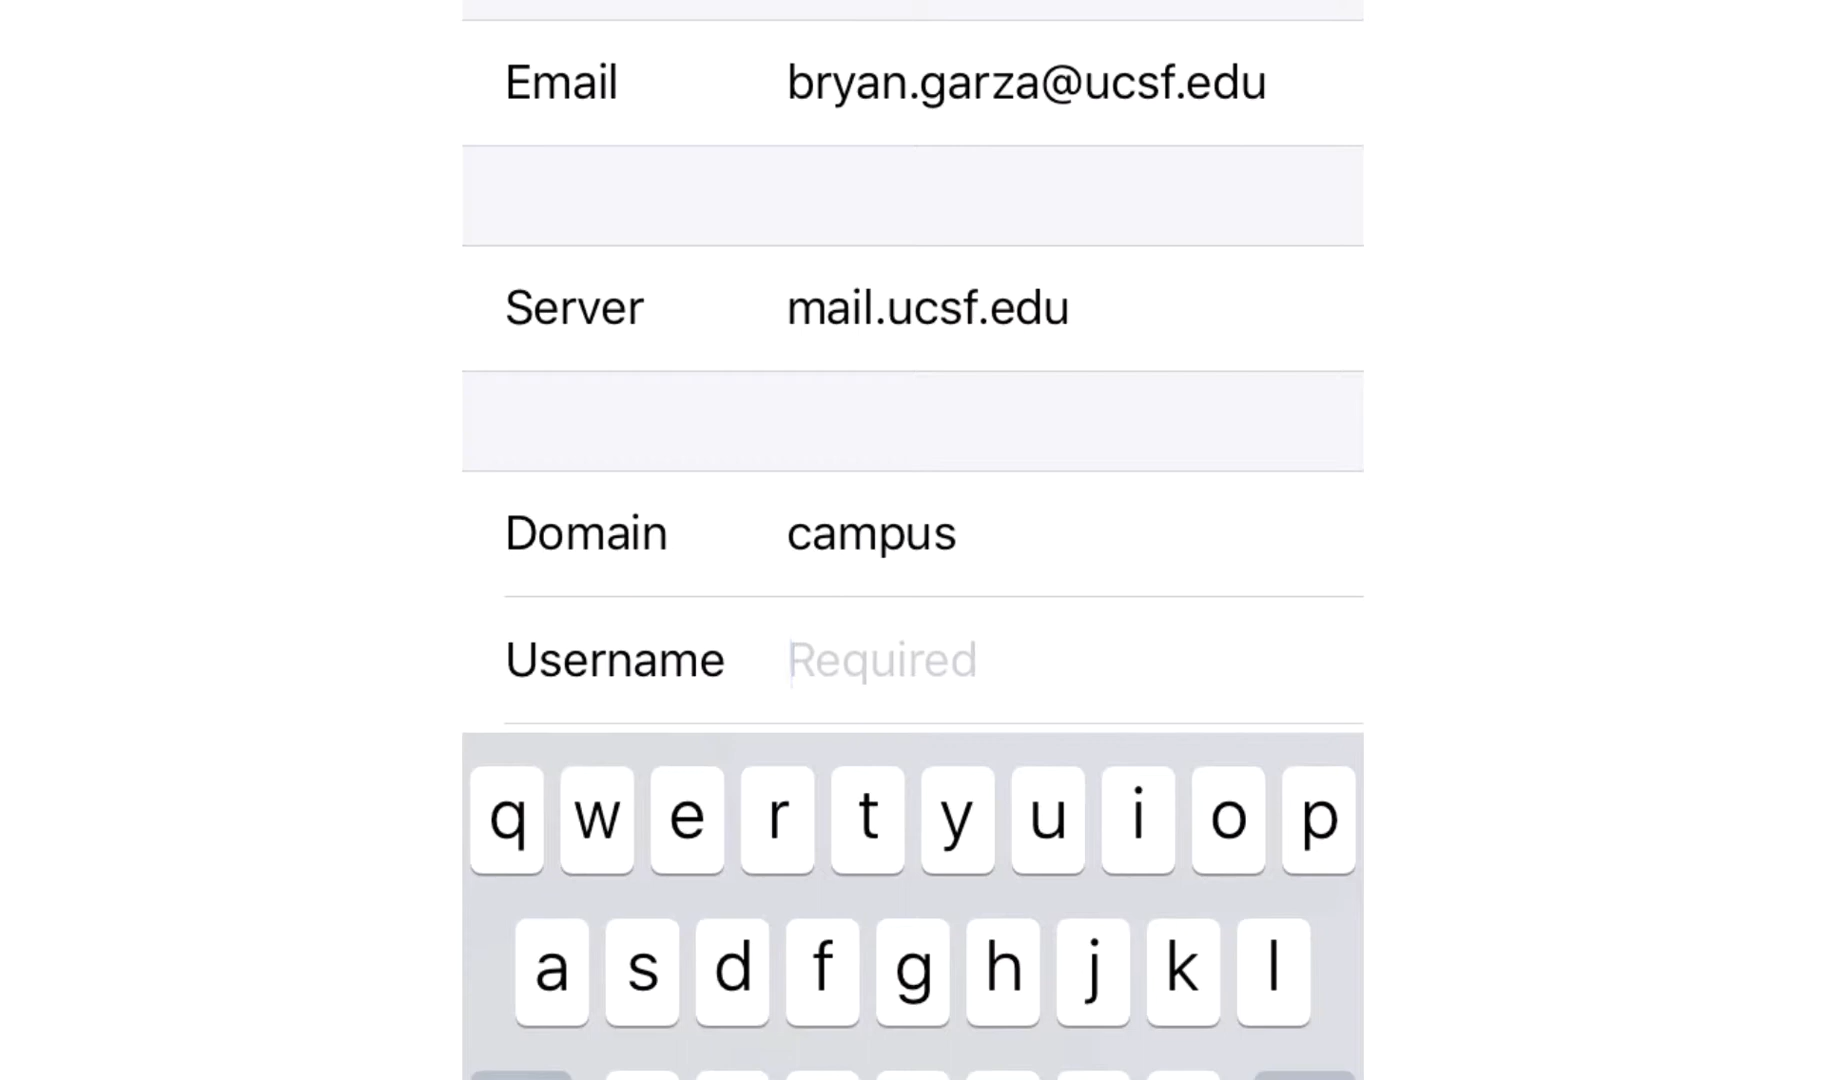 Email bryan.garza@ucsf.edu
Server mail.ucsf.edu
Domain campus
Username Required
q w e r t y u i o p
a s d f g h j k l